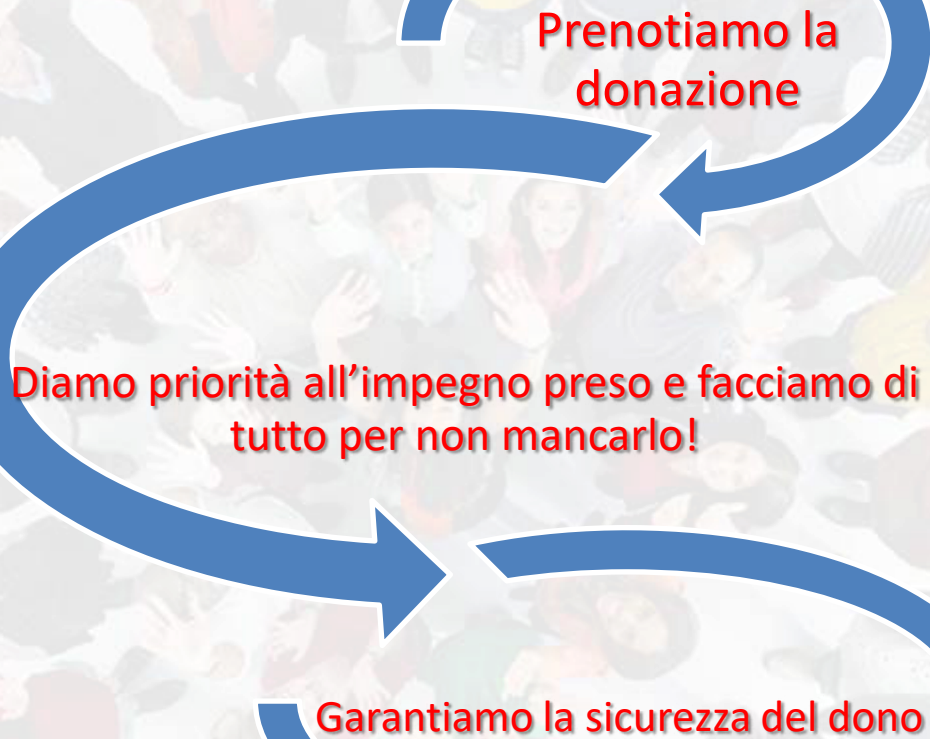 Prenotiamo la
donazione
Diamo priorità all’impegno preso e facciamo di
tutto per non mancarlo!
Garantiamo la sicurezza del dono